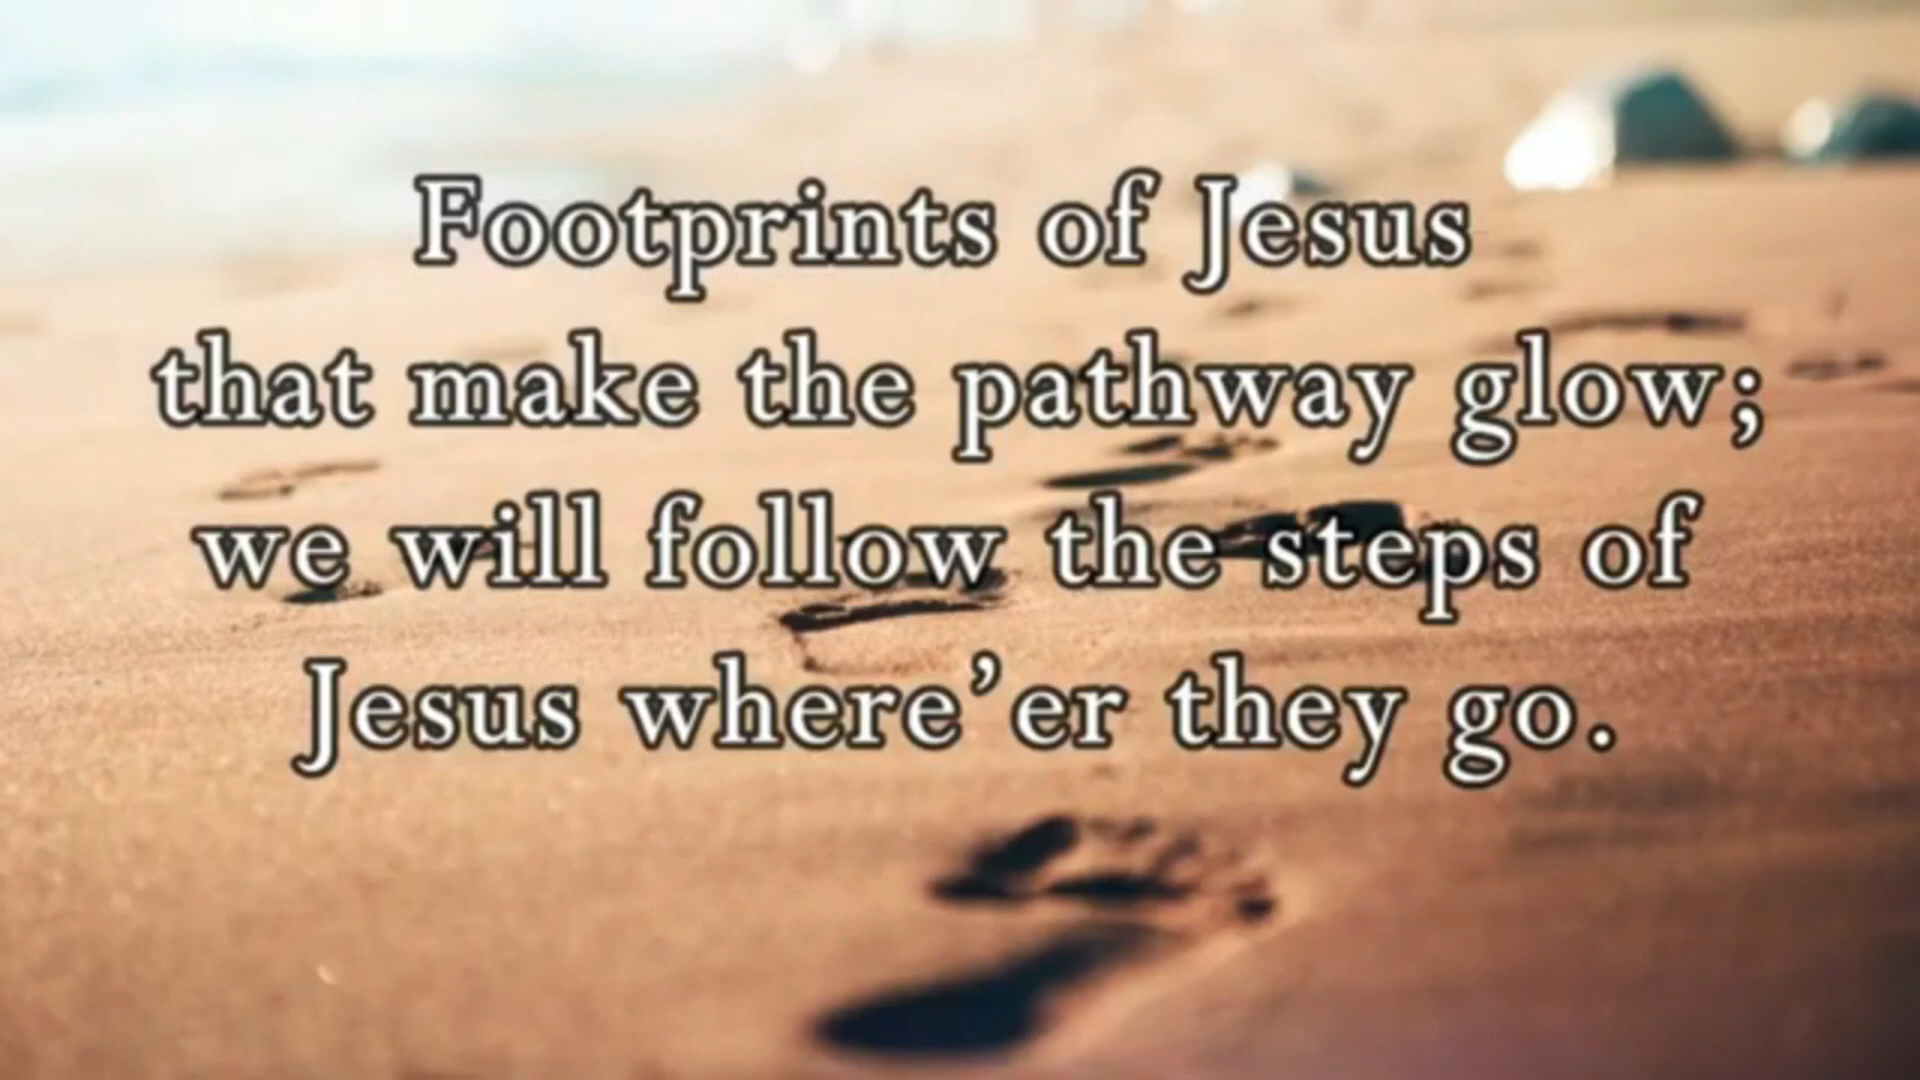 Footprints of Jesus
that make the pathway glow;
we will follow the steps of
Jesus where’er they go.